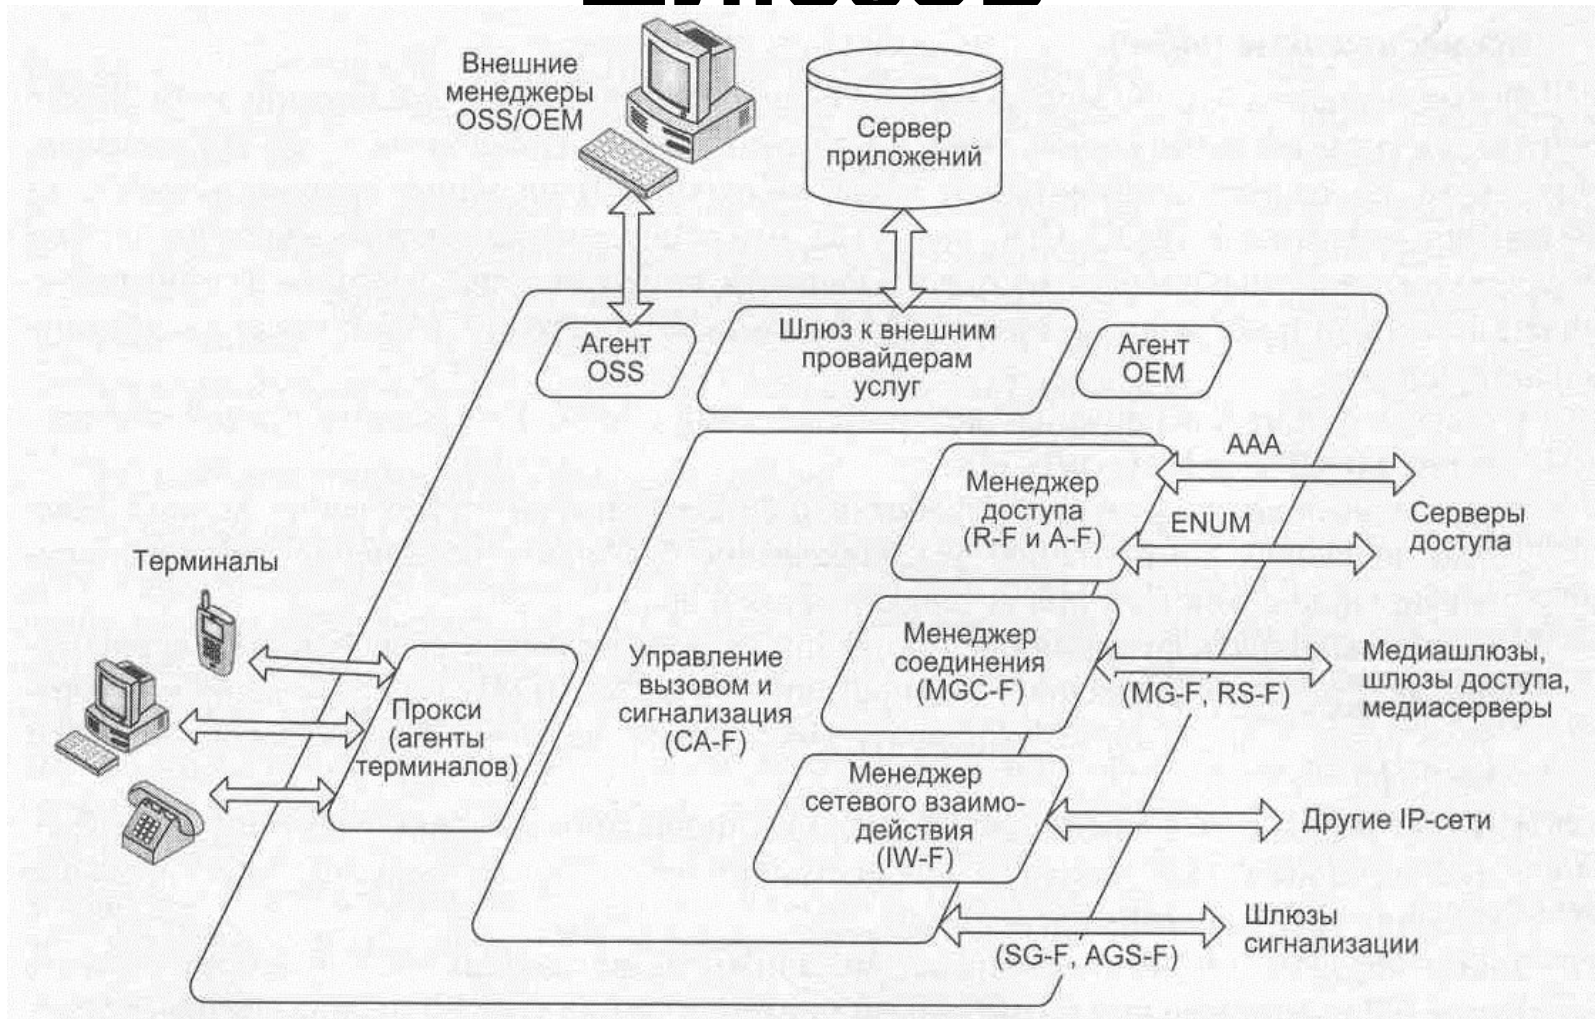 Внешние
менеджеры
OSS/OEM
Сервер
приложений
Агент
OSS
Шлюз к внешним
провайдерам
услуг
Агент
OEM
AAA
Менеджер
доступа
(R-F и A-F)
ENUM
Серверы
доступа
Терминалы
Управление
вызовом и
сигнализация
(CA-F)
Менеджер
соединения
(MGC-F)
(MG-F, RS-F)
Медиашлюзы,
шлюзы доступа,
медиасерверы
Прокси
(агенты
терминалов)
Менеджер
сетевого взаимо-
действия
(IW-F)
Другие IP-сети
Шлюзы
сигнализации
(SG-F, AGS-F)